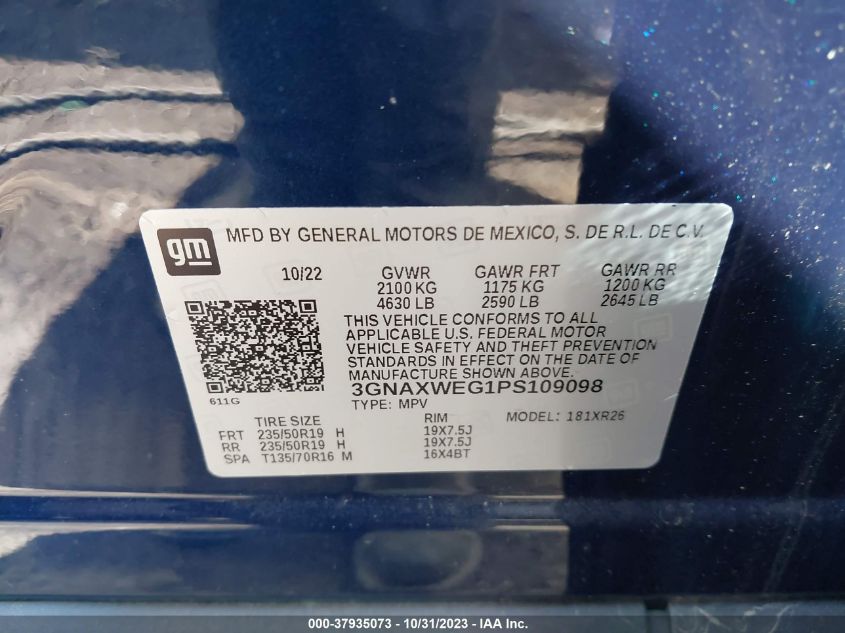 gm MFD BY GENERAL MOTORS DE MEXICO, S. DE R.L. DE C.V.
10/22 GVWR GAWR FRT GAWR RR
2100 KG 1175 KG 1200 KG
4630 LB 2590 LB 2645 LB
THIS VEHICLE CONFORMS TO ALL
APPLICABLE U.S. FEDERAL MOTOR
VEHICLE SAFETY AND THEFT PREVENTION
STANDARDS IN EFFECT ON THE DATE OF
MANUFACTURE SHOWN ABOVE.
3GNAXWEG1PS109098
611G TYPE: MPV
TIRE SIZE RIM MODEL: 181XR26
FRT 235/50R19 H 19X7.5J
RR 235/50R19 H 19X7.5J
SPA T135/70R16 M 16X4BT
000-37935073 - 10/31/2023 - IAA Inc.